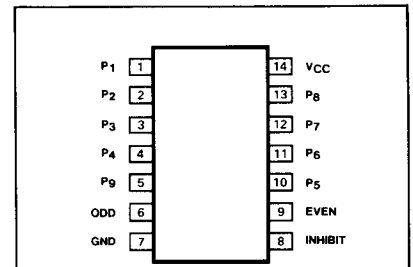 P1 1 14 VCC
P2 2 13 P8
P3 3 12 P7
P4 4 11 P6
P9 5 10 P5
ODD 6 9 EVEN
GND 7 8 INHIBIT